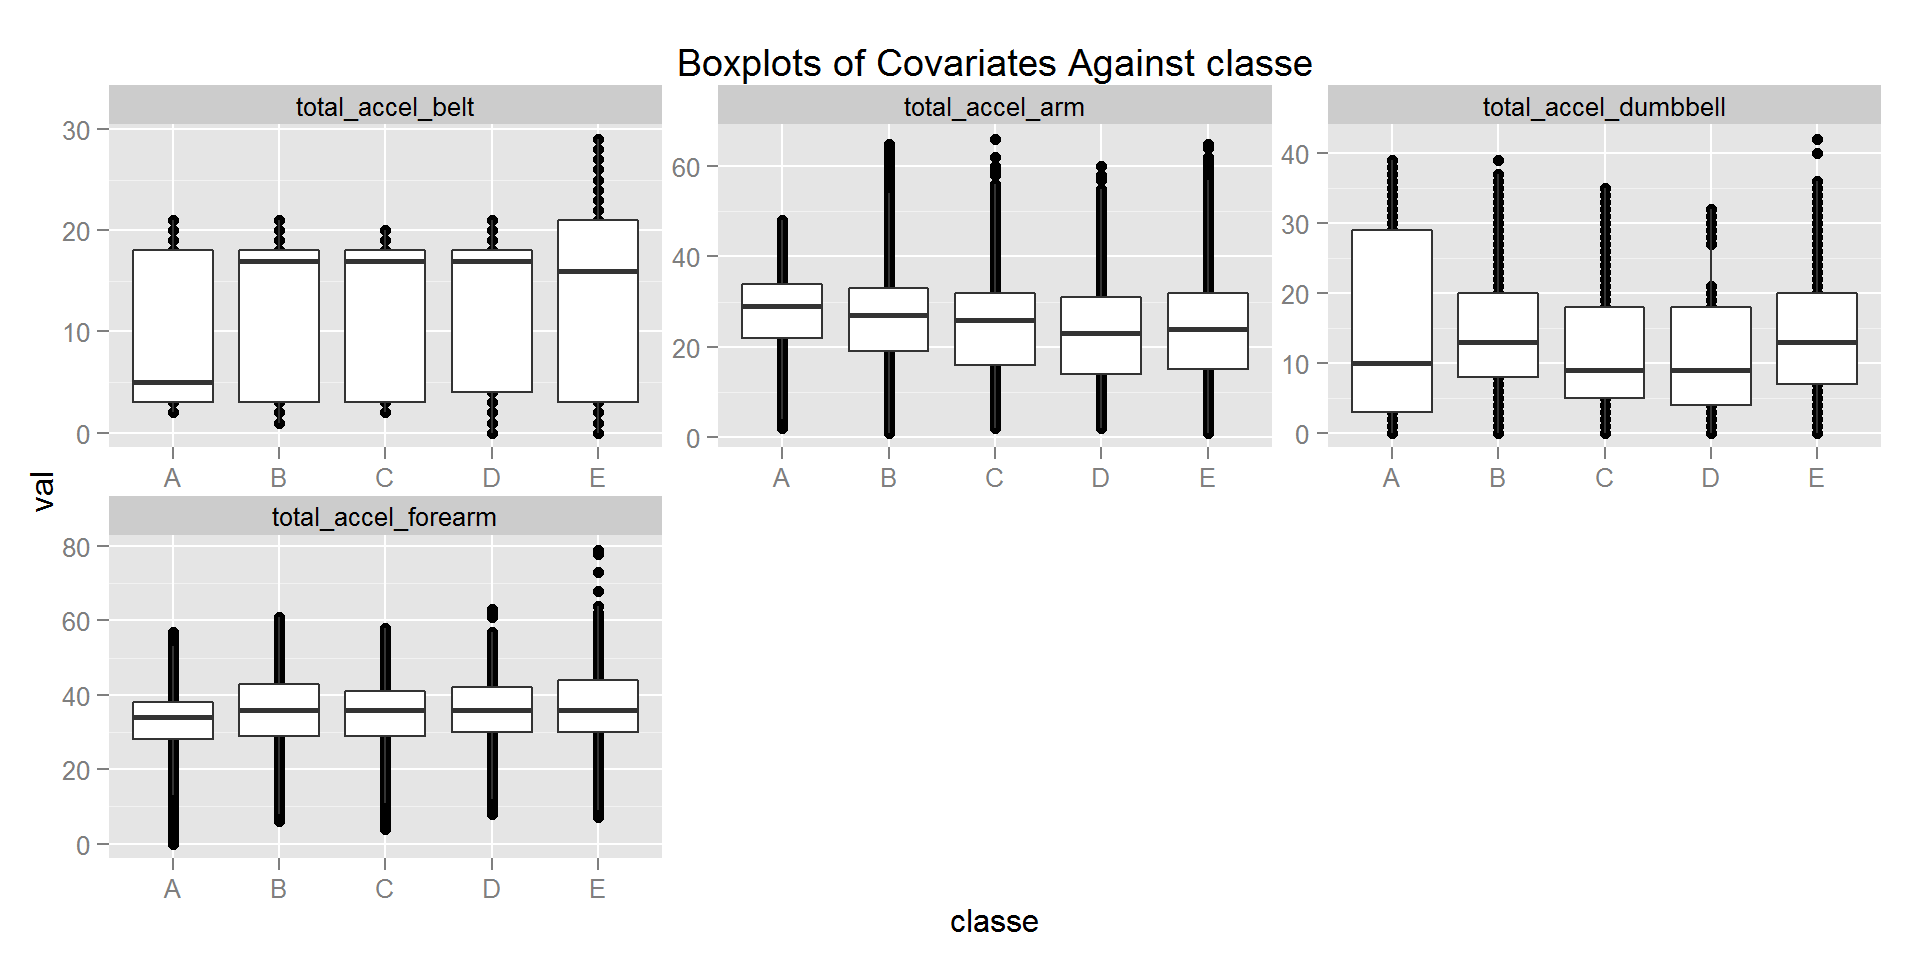 Boxplots of Covariates Against classe
total_accel_belt
total_accel_arm
total_accel_dumbbell
30
20
10
0
A B C D E
60
40
20
0
A B C D E
40
30
20
10
0
A B C D E
val
total_accel_forearm
80
60
40
20
0
A B C D E
classe